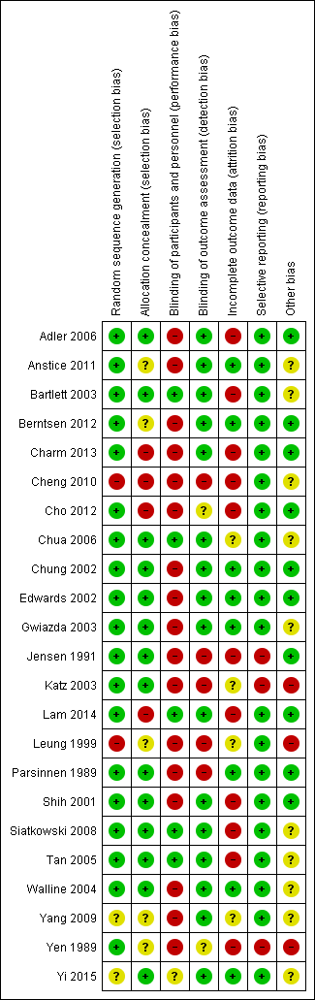 Random sequence generation (selection bias)
Allocation concealment (selection bias)
Blinding of participants and personnel (performance bias)
Blinding of outcome assessment (detection bias)
Incomplete outcome data (attrition bias)
Selective reporting (reporting bias)
Other bias
Adler 2006 + + - + - + +
Anstice 2011 + ? - + + + ?
Bartlett 2003 + + + + - + ?
Berntsen 2012 + ? - + + + +
Charm 2013 + - - + - + +
Cheng 2010 - - - - - + ?
Cho 2012 + - - ? - + +
Chua 2006 + + + + ? + ?
Chung 2002 + + - + + + +
Edwards 2002 + + - + + + +
Gwiazda 2003 + + - + + + ?
Jensen 1991 + + - - - - +
Katz 2003 + + - - ? - -
Lam 2014 + - + + - + +
Leung 1999 - ? - - ? + -
Parsinnen 1989 + + - - + + +
Shih 2001 + + - + - + +
Siatkowski 2008 + + + + - + ?
Tan 2005 + + + + - + ?
Walline 2004 + + - + + + ?
Yang 2009 ? ? - + ? + ?
Yen 1989 + ? - ? - - -
Yi 2015 ? + ? + + + ?